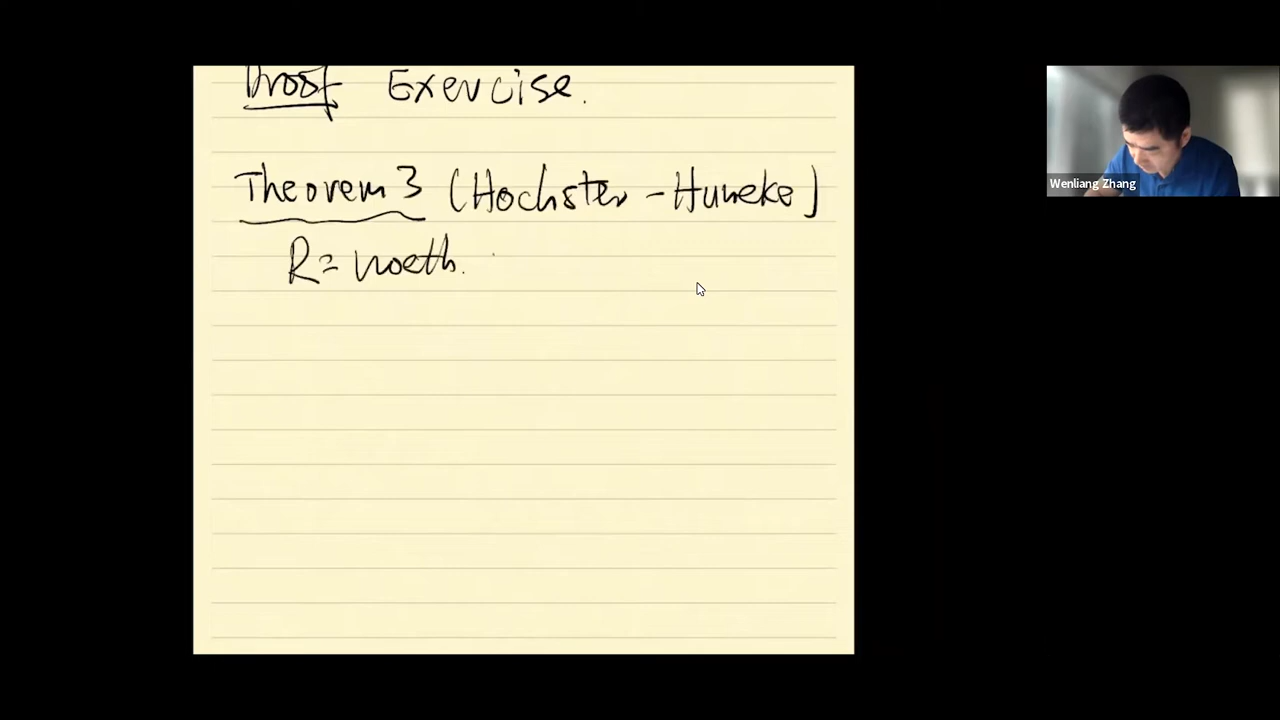 Proof Exercise.
Theorem 3 (Hochster - Huneke)
R = noeth.
Wenliang Zhang